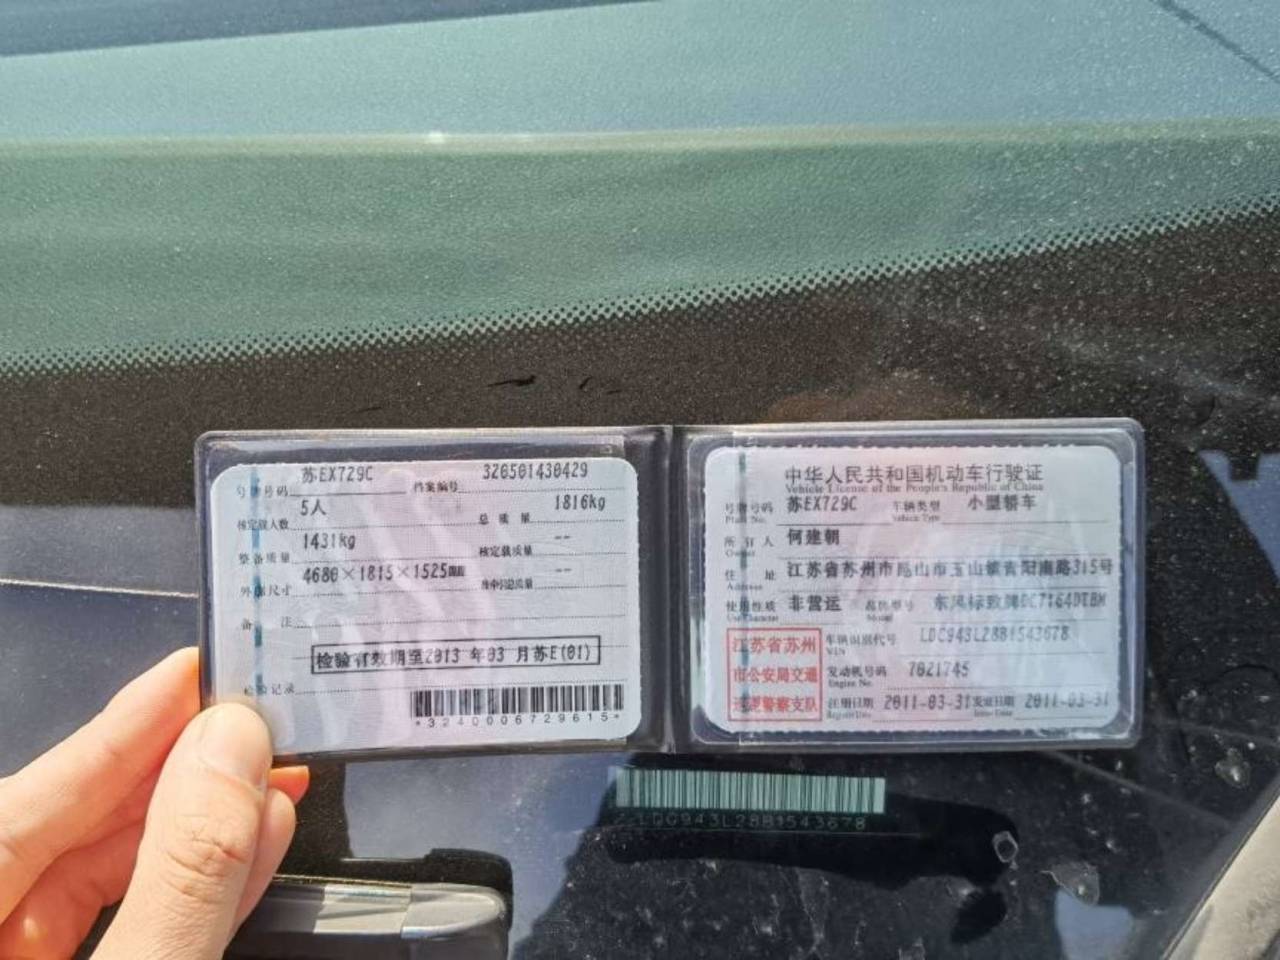 号牌号码 苏EX729C 档案编号 320501430429
核定载人数 5人 总质量 1816kg
整备质量 1431kg 核定载质量 --
外廓尺寸 4680×1815×1525mm 准牵引总质量 --
备注
检验有效期至2013年03月苏E(01)
检验记录
*3240006729615*
中华人民共和国机动车行驶证
Vehicle License of the People's Republic of China
号牌号码 苏EX729C 车辆类型 小型轿车
Plate No. Vehicle Type
所有人 何建朝
Owner
住址 江苏省苏州市昆山市玉山镇青阳南路315号
Address
使用性质 非营运 品牌型号 东风标致牌DC7164DTBM
Use Character Model
江苏省苏州
市公安局交通
巡逻警察支队
车辆识别代号 LDC943L28B1543678
VIN
发动机号码 7021745
Engine No.
注册日期 2011-03-31 发证日期 2011-03-31
Register Date Issue Date
LDC943L28B1543678